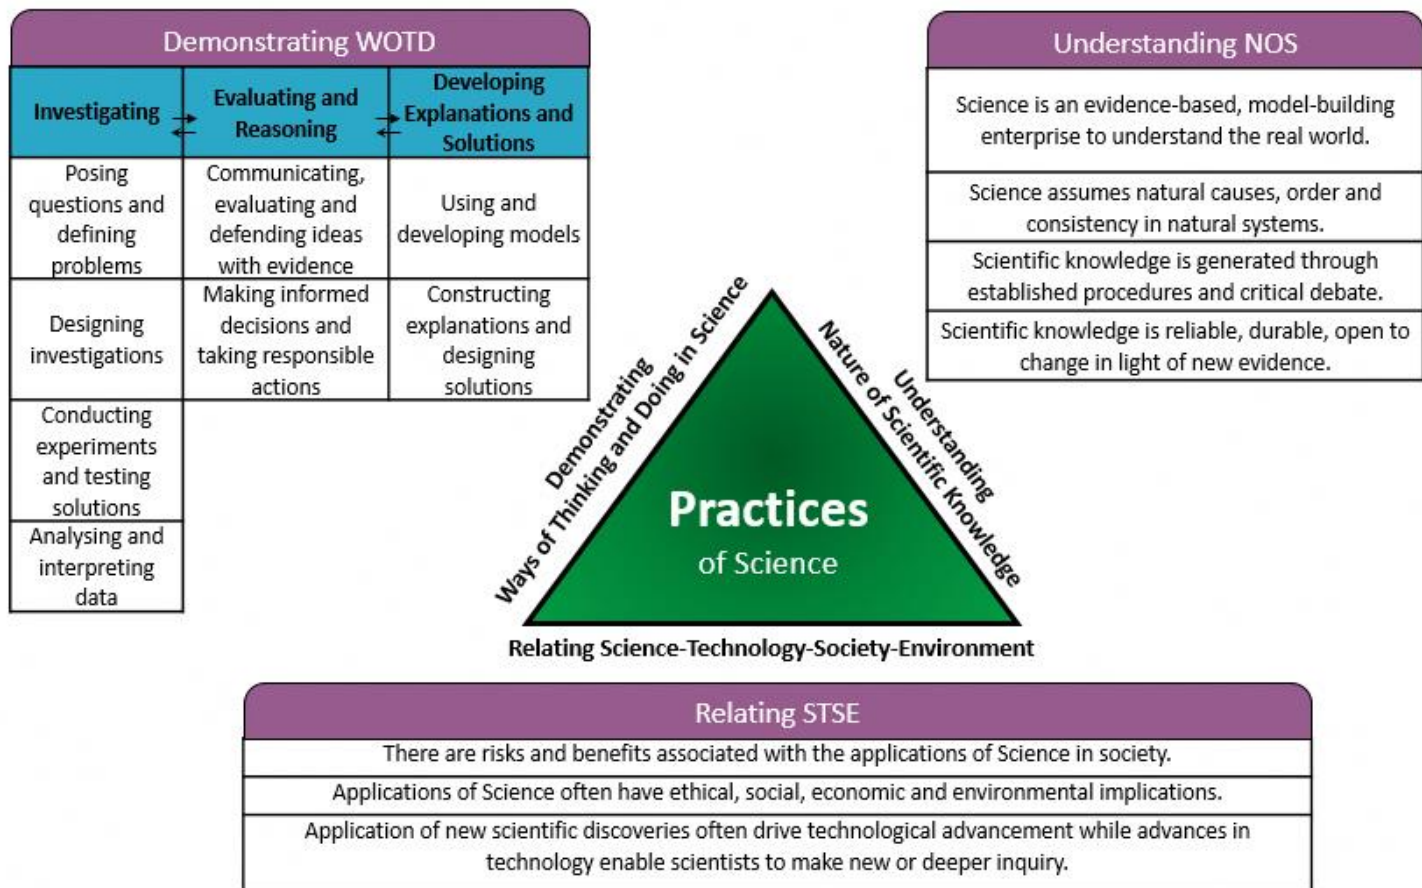 Demonstrating WOTD
Investigating
Evaluating and
Reasoning
Developing
Explanations and
Solutions
Posing
questions and
defining
problems
Communicating,
evaluating and
defending ideas
with evidence
Using and
developing models
Designing
investigations
Making informed
decisions and
taking responsible
actions
Constructing
explanations and
designing
solutions
Conducting
experiments
and testing
solutions
Analysing and
interpreting
data
Understanding NOS
Science is an evidence-based, model-building
enterprise to understand the real world.
Science assumes natural causes, order and
consistency in natural systems.
Scientific knowledge is generated through
established procedures and critical debate.
Scientific knowledge is reliable, durable, open to
change in light of new evidence.
Demonstrating
Ways of Thinking and Doing in Science
Understanding
Nature of Scientific Knowledge
Practices
of Science
Relating Science-Technology-Society-Environment
Relating STSE
There are risks and benefits associated with the applications of Science in society.
Applications of Science often have ethical, social, economic and environmental implications.
Application of new scientific discoveries often drive technological advancement while advances in
technology enable scientists to make new or deeper inquiry.